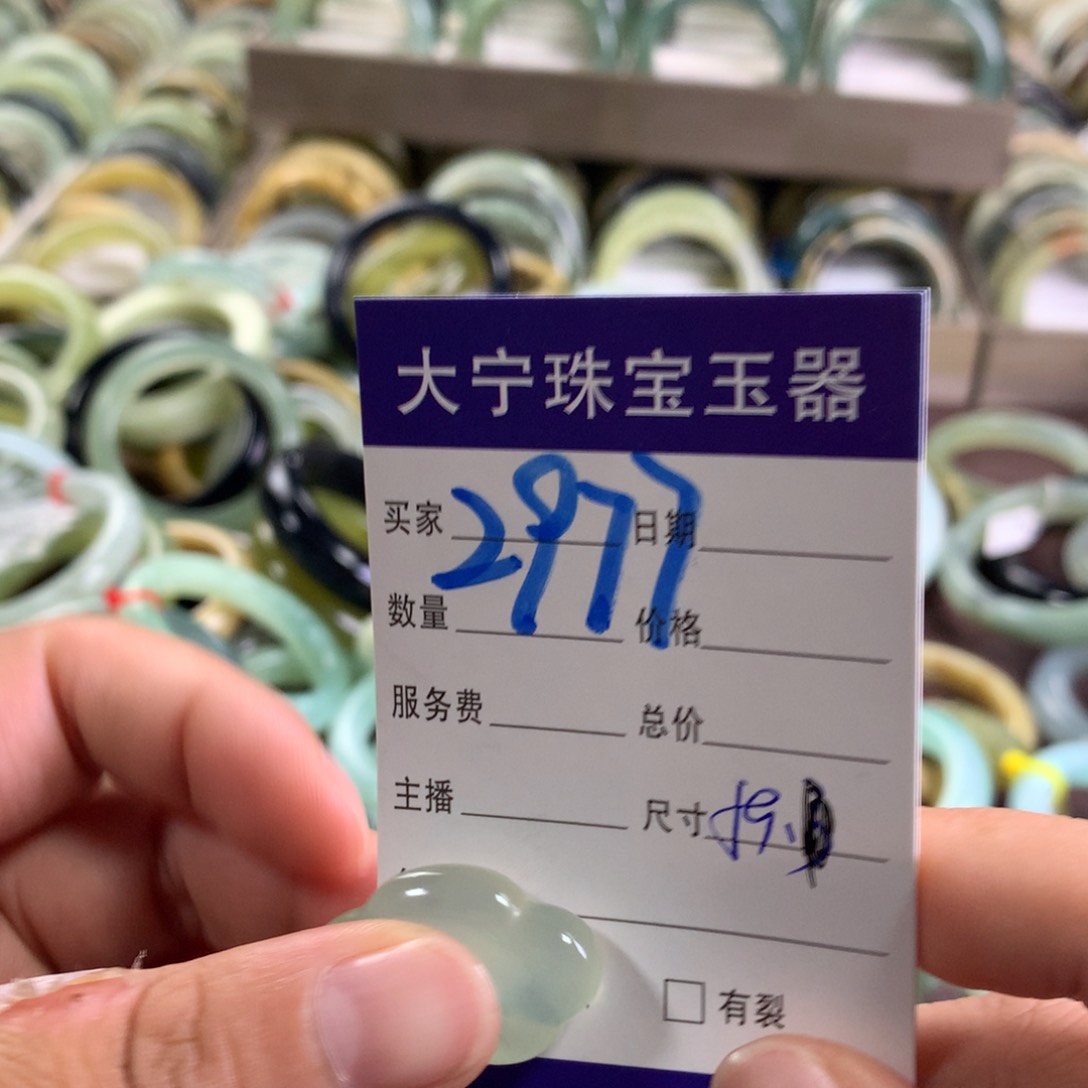 大宁珠宝玉器
2977
买家 日期
数量 价格
服务费 总价
主播 尺寸
有裂